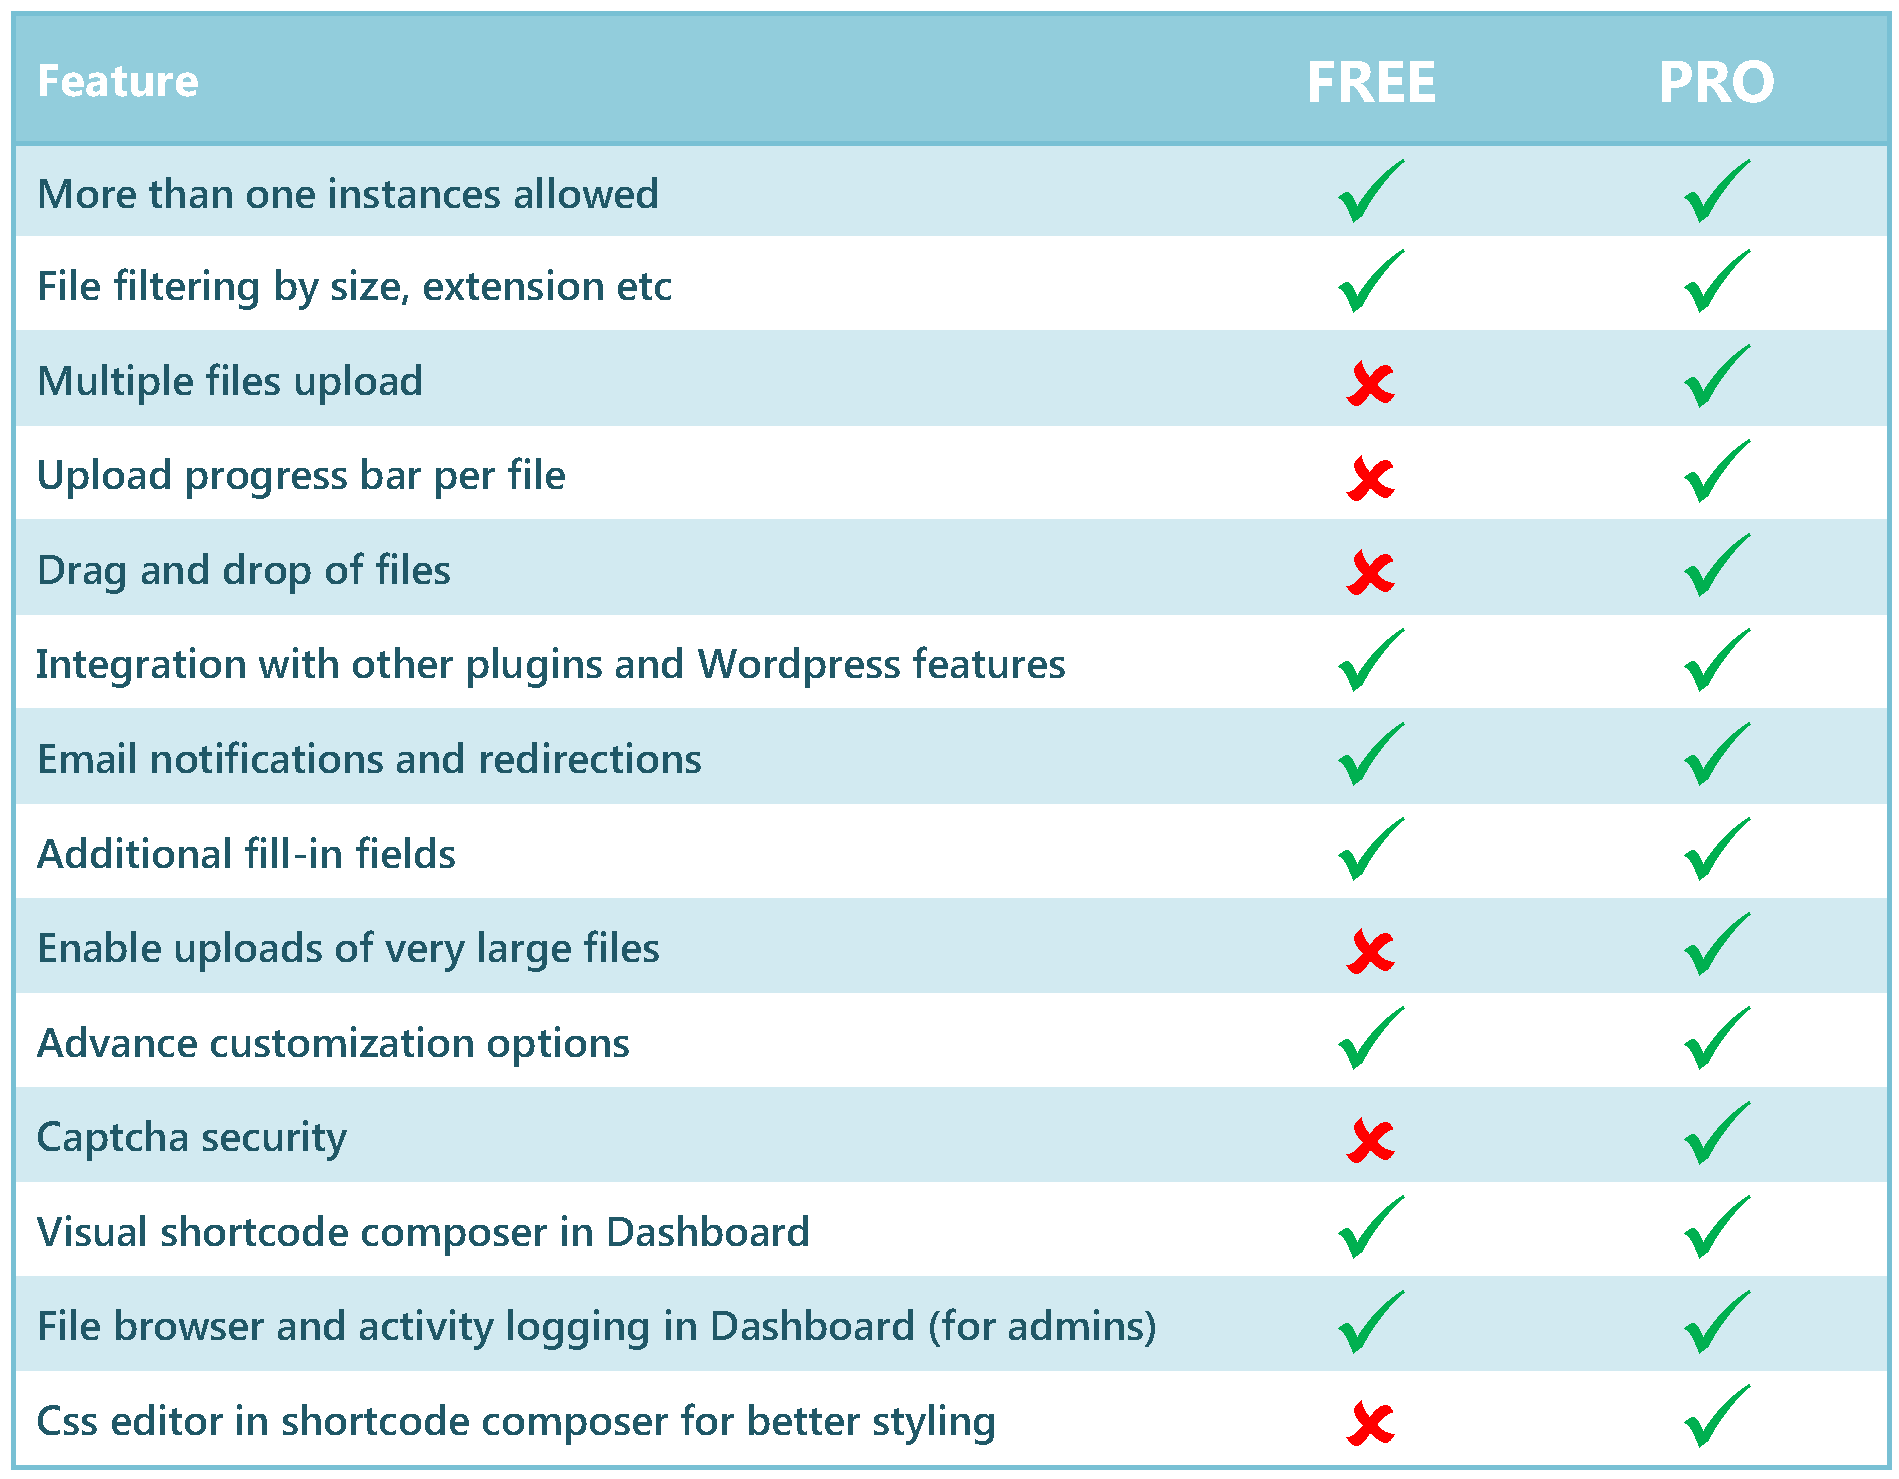 Feature FREE PRO
More than one instances allowed ✓ ✓
File filtering by size, extension etc ✓ ✓
Multiple files upload ✘ ✓
Upload progress bar per file ✘ ✓
Drag and drop of files ✘ ✓
Integration with other plugins and Wordpress features ✓ ✓
Email notifications and redirections ✓ ✓
Additional fill-in fields ✓ ✓
Enable uploads of very large files ✘ ✓
Advance customization options ✓ ✓
Captcha security ✘ ✓
Visual shortcode composer in Dashboard ✓ ✓
File browser and activity logging in Dashboard (for admins) ✓ ✓
Css editor in shortcode composer for better styling ✘ ✓